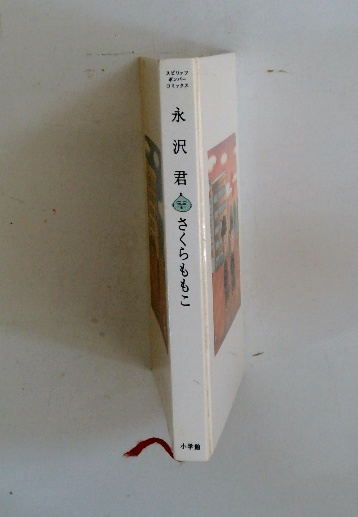 スピリッツ
ボンバー
コミックス
永沢君
さくらももこ
小学館